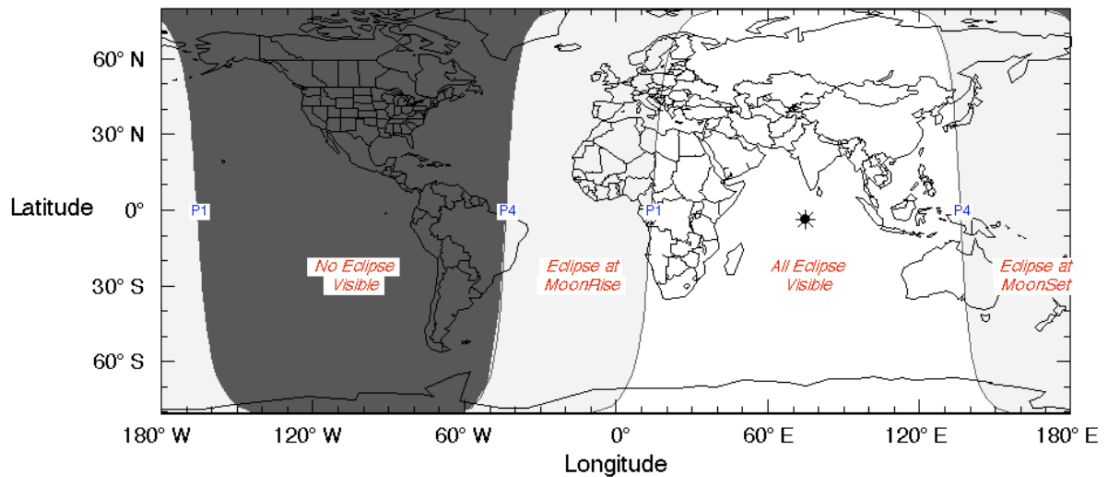 60° N
30° N
Latitude
0°
30° S
60° S
P1
P4
P1
P4
No Eclipse
Visible
Eclipse at
MoonRise
All Eclipse
Visible
Eclipse at
MoonSet
180° W
120° W
60° W
0°
60° E
120° E
180° E
Longitude